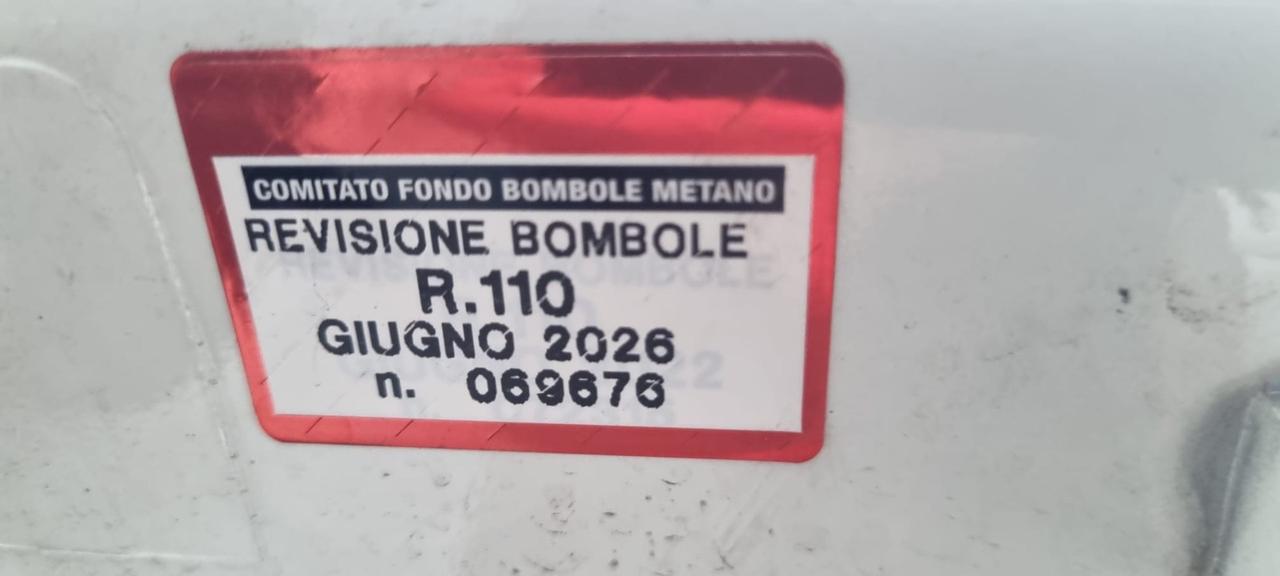 COMITATO FONDO BOMBOLE METANO
REVISIONE BOMBOLE
R.110
GIUGNO 2026
n. 069676